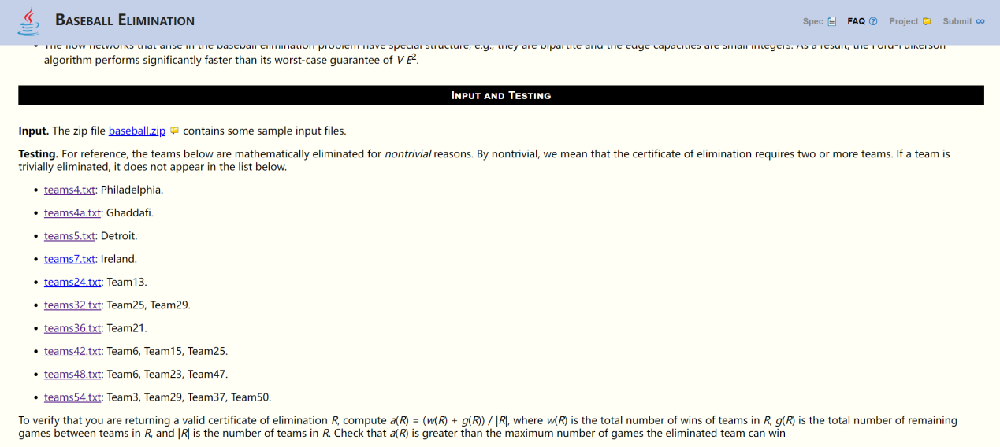 BASEBALL ELIMINATION
Spec FAQ Project Submit
• The flow networks that arise in the baseball elimination problem have special structure, e.g., they are bipartite and the edge capacities are small integers. As a result, the Ford-Fulkerson
algorithm performs significantly faster than its worst-case guarantee of V E².
INPUT AND TESTING
Input. The zip file baseball.zip contains some sample input files.
Testing. For reference, the teams below are mathematically eliminated for nontrivial reasons. By nontrivial, we mean that the certificate of elimination requires two or more teams. If a team is
trivially eliminated, it does not appear in the list below.
• teams4.txt: Philadelphia.
• teams4a.txt: Ghaddafi.
• teams5.txt: Detroit.
• teams7.txt: Ireland.
• teams24.txt: Team13.
• teams32.txt: Team25, Team29.
• teams36.txt: Team21.
• teams42.txt: Team6, Team15, Team25.
• teams48.txt: Team6, Team23, Team47.
• teams54.txt: Team3, Team29, Team37, Team50.
To verify that you are returning a valid certificate of elimination R, compute a(R) = (w(R) + g(R)) / |R|, where w(R) is the total number of wins of teams in R, g(R) is the total number of remaining
games between teams in R, and |R| is the number of teams in R. Check that a(R) is greater than the maximum number of games the eliminated team can win